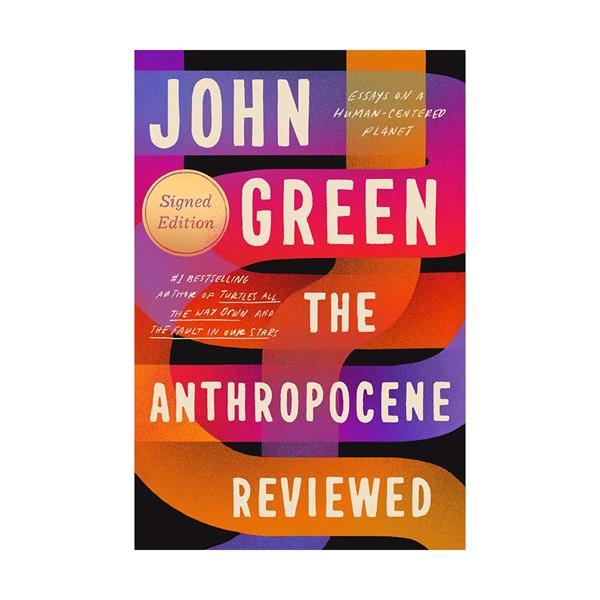 JOHN
ESSAYS ON A
HUMAN-CENTERED
PLANET
Signed
Edition
GREEN
#1 BESTSELLING
AUTHOR OF TURTLES ALL
THE WAY DOWN AND
THE FAULT IN OUR STARS
THE
ANTHROPOCENE
REVIEWED